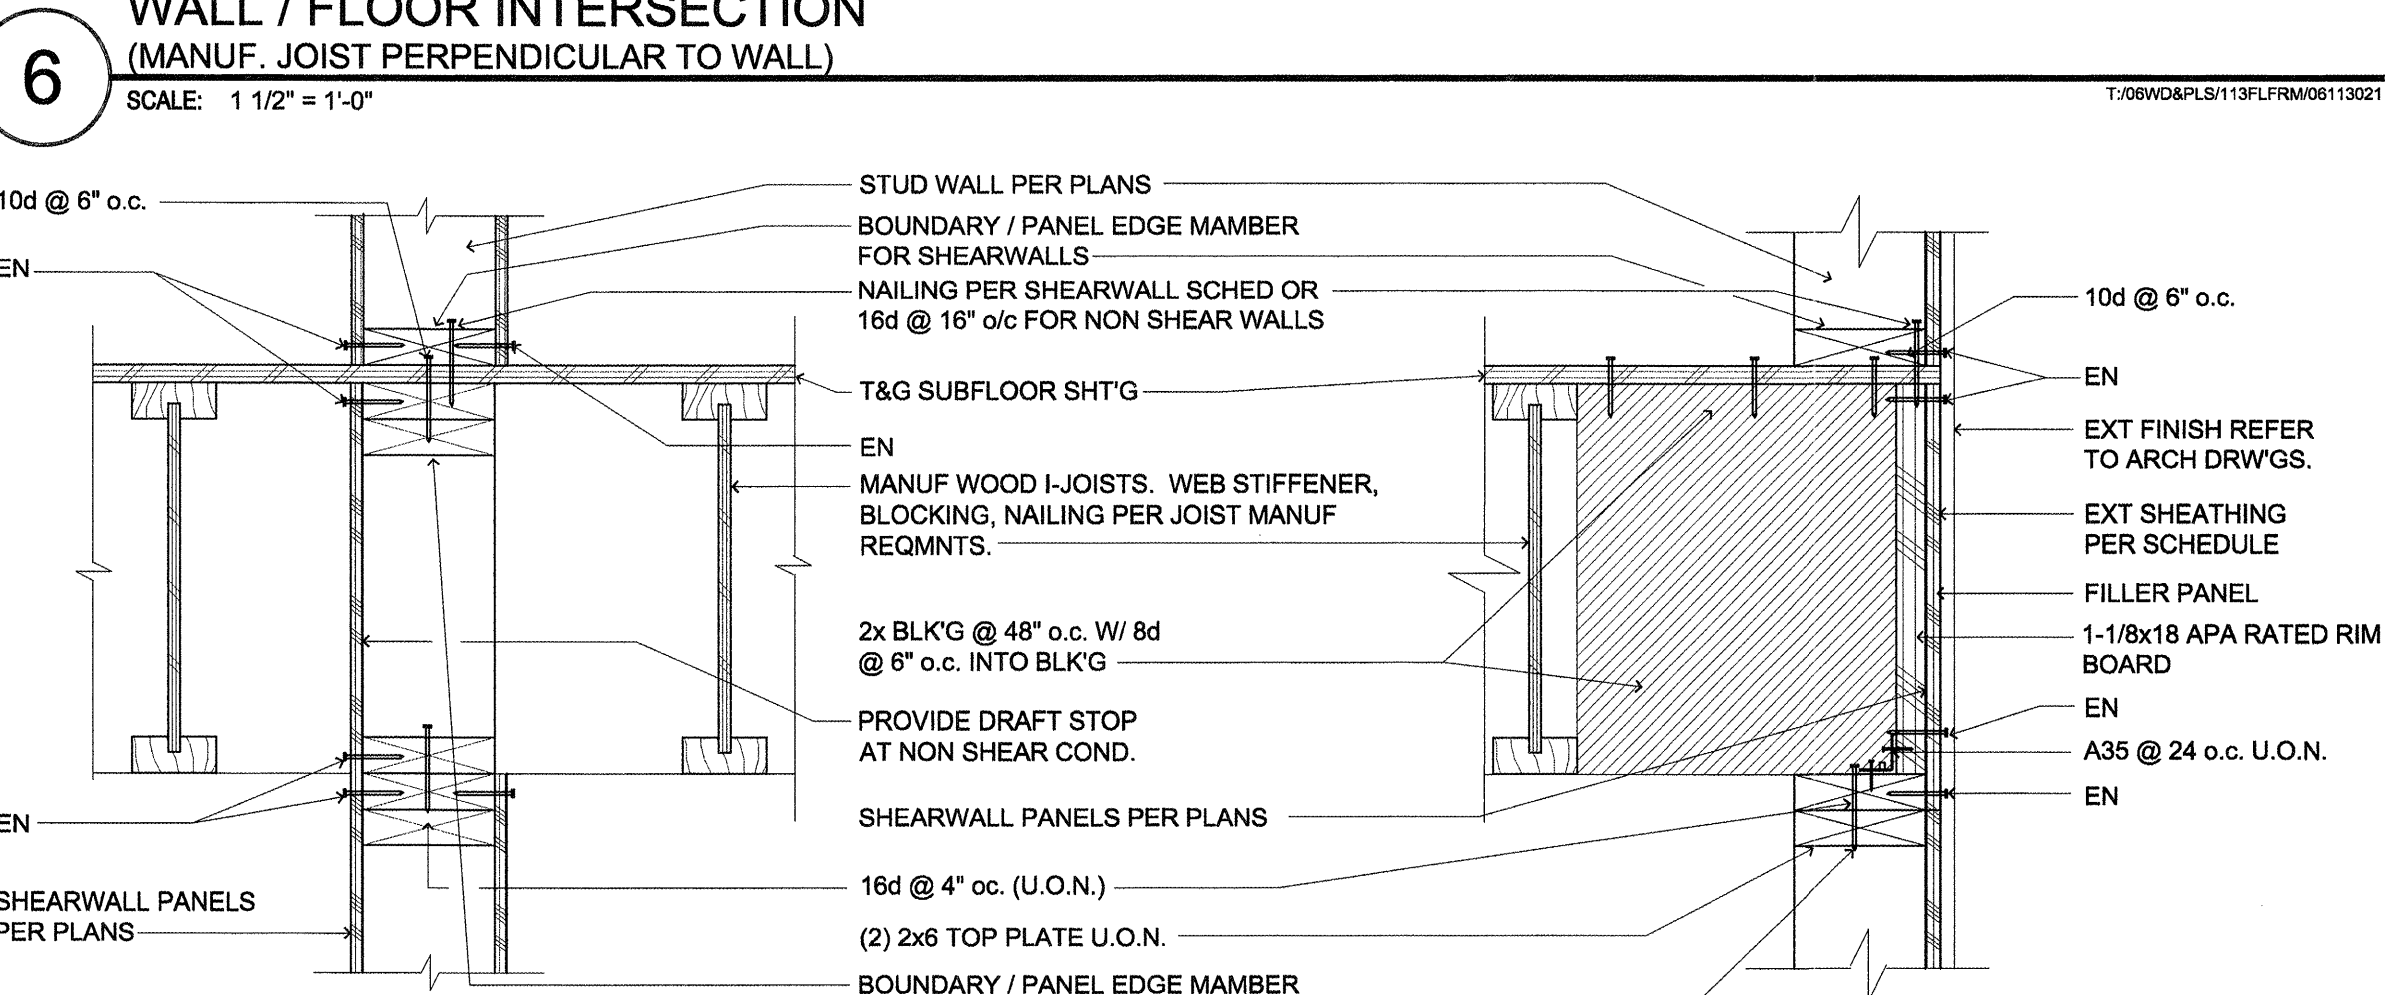 WALL / FLOOR INTERSECTION
6
(MANUF. JOIST PERPENDICULAR TO WALL)
SCALE: 1 1/2" = 1'-0"
T:/06WD&PLS/113FLFRM/06113021
10d @ 6" o.c.
EN
EN
SHEARWALL PANELS
PER PLANS
STUD WALL PER PLANS
BOUNDARY / PANEL EDGE MAMBER
FOR SHEARWALLS
NAILING PER SHEARWALL SCHED OR
16d @ 16" o/c FOR NON SHEAR WALLS
T&G SUBFLOOR SHT'G
EN
MANUF WOOD I-JOISTS. WEB STIFFENER,
BLOCKING, NAILING PER JOIST MANUF
REQMNTS.
2x BLK'G @ 48" o.c. W/ 8d
@ 6" o.c. INTO BLK'G
PROVIDE DRAFT STOP
AT NON SHEAR COND.
SHEARWALL PANELS PER PLANS
16d @ 4" oc. (U.O.N.)
(2) 2x6 TOP PLATE U.O.N.
BOUNDARY / PANEL EDGE MAMBER
10d @ 6" o.c.
EN
EXT FINISH REFER
TO ARCH DRW'GS.
EXT SHEATHING
PER SCHEDULE
FILLER PANEL
1-1/8x18 APA RATED RIM
BOARD
EN
A35 @ 24 o.c. U.O.N.
EN